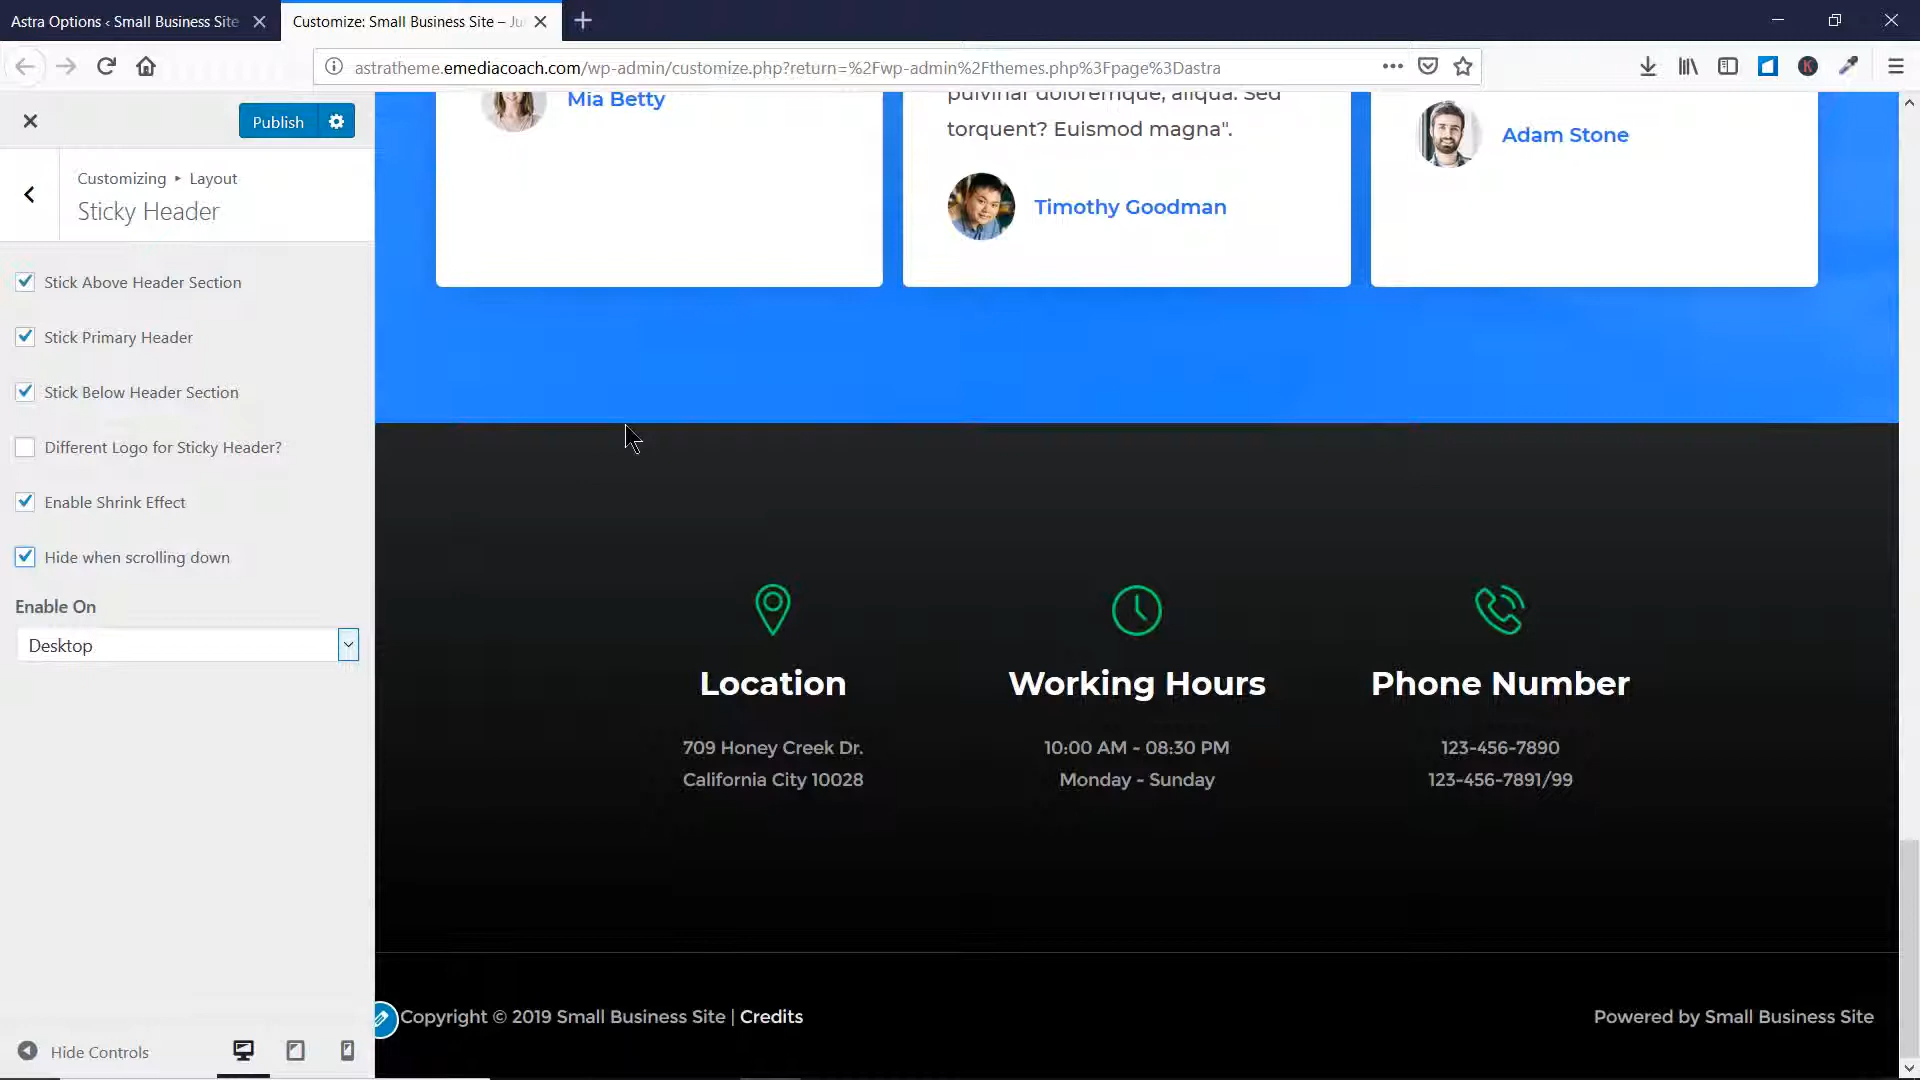 Astra Options ‹ Small Business Site
Customize: Small Business Site – Ju
astratheme.emediacoach.com/wp-admin/customize.php?return=%2Fwp-admin%2Fthemes.php%3Fpage%3Dastra
Publish
Customizing ▸ Layout
Sticky Header
Stick Above Header Section
Stick Primary Header
Stick Below Header Section
Different Logo for Sticky Header?
Enable Shrink Effect
Hide when scrolling down
Enable On
Desktop
Hide Controls
Mia Betty
pulvinar doloremque, aliqua. Sed
torquent? Euismod magna".
Timothy Goodman
Adam Stone
Location
709 Honey Creek Dr.
California City 10028
Working Hours
10:00 AM - 08:30 PM
Monday - Sunday
Phone Number
123-456-7890
123-456-7891/99
Copyright © 2019 Small Business Site | Credits
Powered by Small Business Site
K